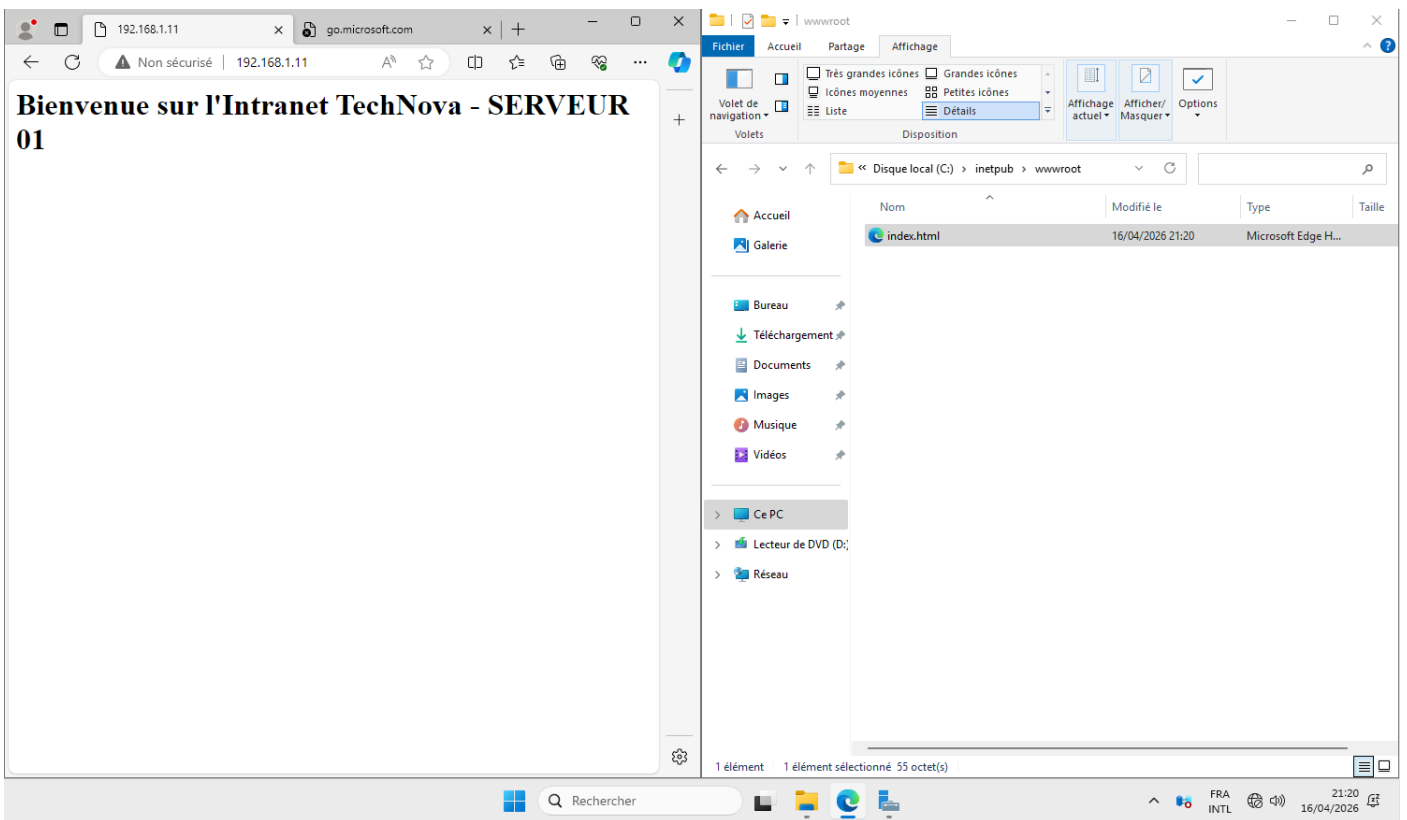 192.168.1.11
go.microsoft.com
Non sécurisé
192.168.1.11
Bienvenue sur l'Intranet TechNova - SERVEUR
01
wwwroot
Fichier Accueil Partage Affichage
Volet de navigation
Très grandes icônes Grandes icônes
Icônes moyennes Petites icônes
Liste Détails
Affichage actuel
Afficher/ Masquer
Options
Volets Disposition
« Disque local (C:) › inetpub › wwwroot
Nom Modifié le Type Taille
index.html 16/04/2026 21:20 Microsoft Edge H...
Accueil
Galerie
Bureau
Téléchargement
Documents
Images
Musique
Vidéos
Ce PC
Lecteur de DVD (D:)
Réseau
1 élément 1 élément sélectionné 55 octet(s)
Rechercher
FRA
INTL
21:20
16/04/2026